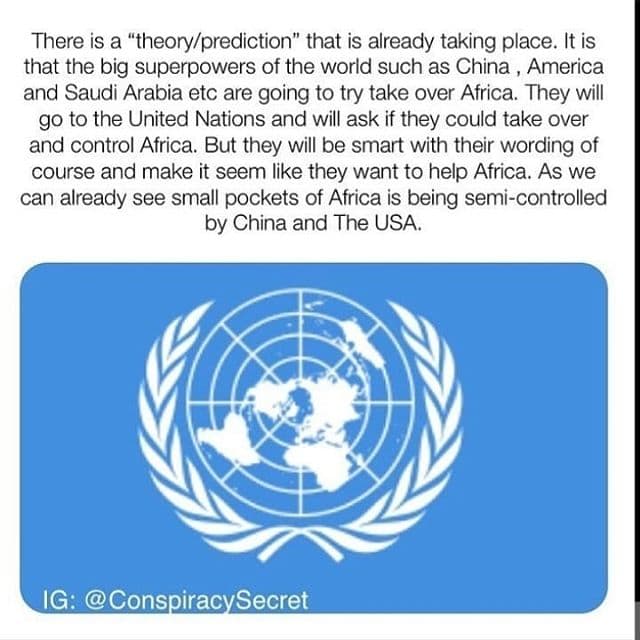 There is a “theory/prediction” that is already taking place. It is
that the big superpowers of the world such as China , America
and Saudi Arabia etc are going to try take over Africa. They will
go to the United Nations and will ask if they could take over
and control Africa. But they will be smart with their wording of
course and make it seem like they want to help Africa. As we
can already see small pockets of Africa is being semi-controlled
by China and The USA.
IG: @ConspiracySecret